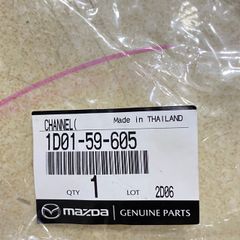 CHANNEL( Made in THAILAND
1D01-59-605
QTY 1 LOT 2D06
mazda GENUINE PARTS